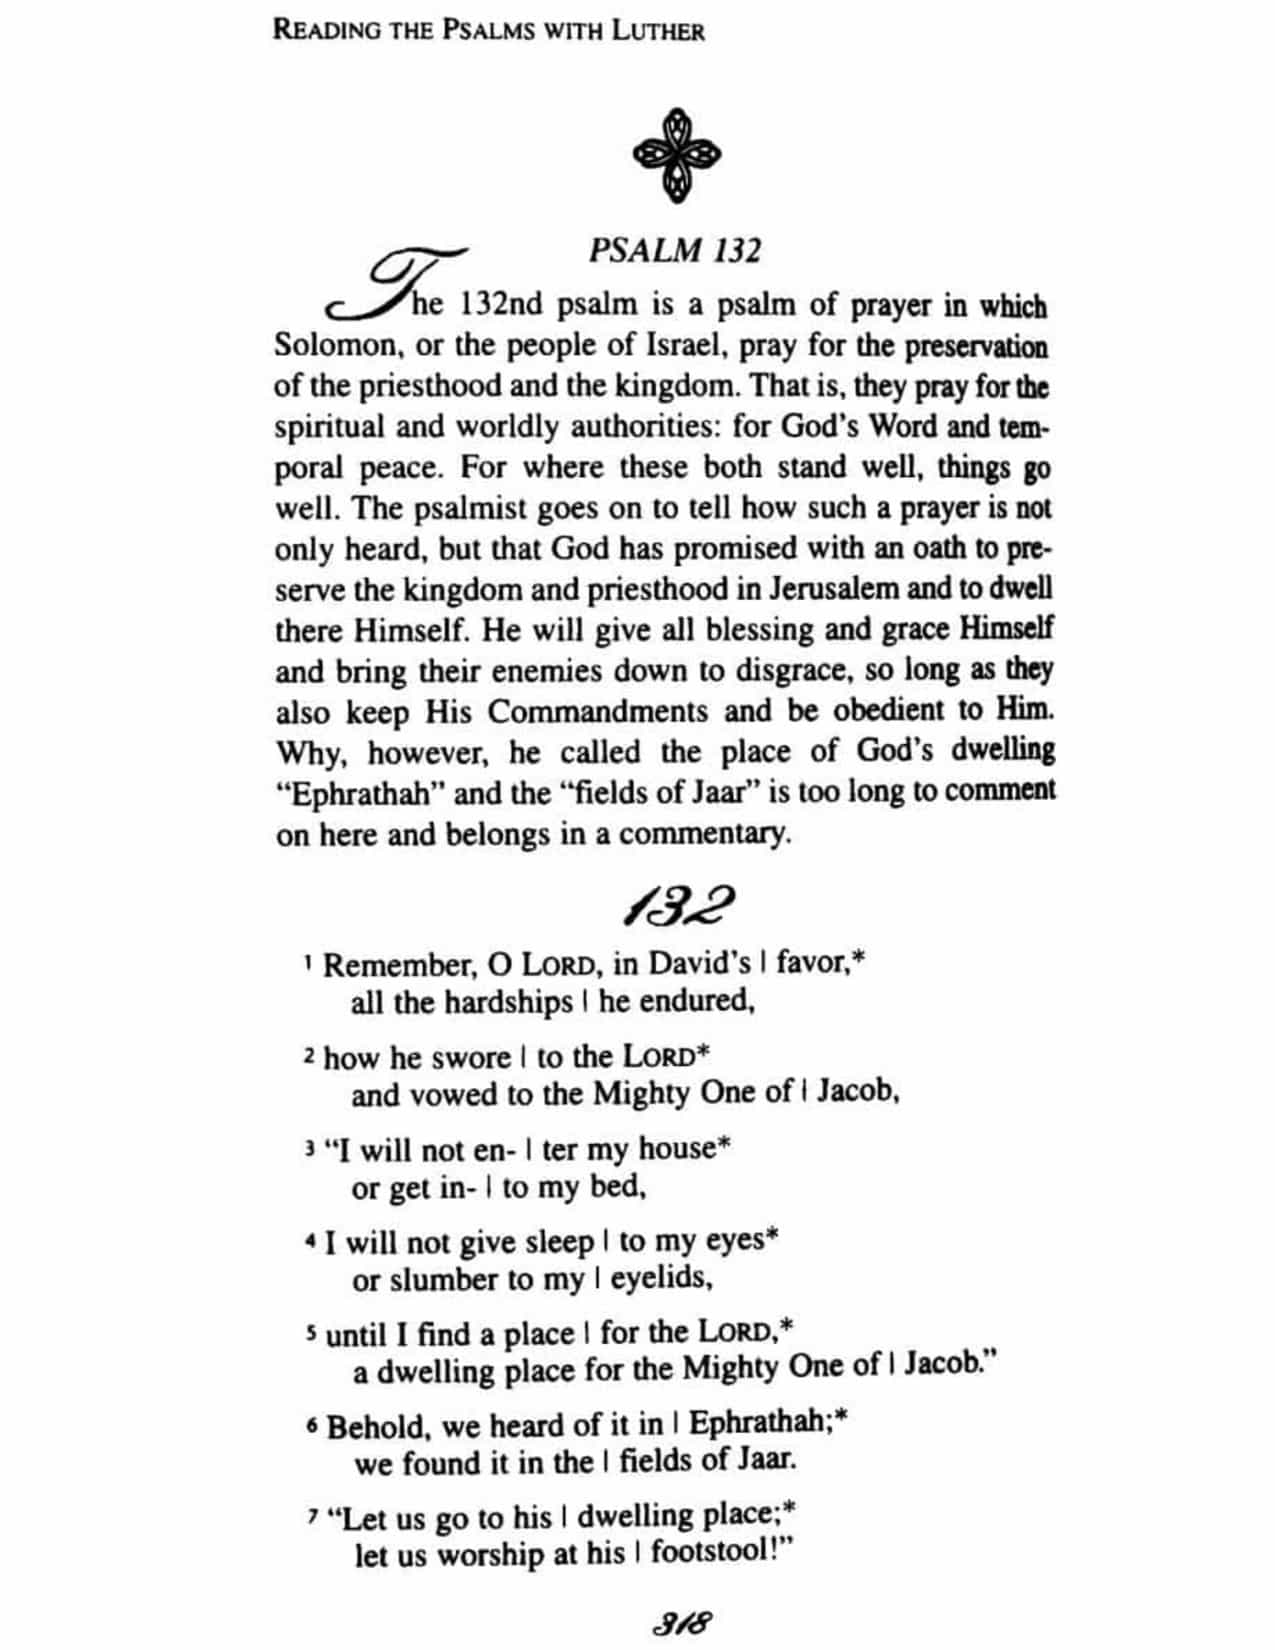 READING THE PSALMS WITH LUTHER
PSALM 132
The 132nd psalm is a psalm of prayer in which
Solomon, or the people of Israel, pray for the preservation
of the priesthood and the kingdom. That is, they pray for the
spiritual and worldly authorities: for God's Word and tem-
poral peace. For where these both stand well, things go
well. The psalmist goes on to tell how such a prayer is not
only heard, but that God has promised with an oath to pre-
serve the kingdom and priesthood in Jerusalem and to dwell
there Himself. He will give all blessing and grace Himself
and bring their enemies down to disgrace, so long as they
also keep His Commandments and be obedient to Him.
Why, however, he called the place of God's dwelling
“Ephrathah” and the “fields of Jaar” is too long to comment
on here and belongs in a commentary.
132
1 Remember, O LORD, in David's | favor,*
all the hardships | he endured,
2 how he swore | to the LORD*
and vowed to the Mighty One of | Jacob,
3 “I will not en- | ter my house*
or get in- | to my bed,
4 I will not give sleep | to my eyes*
or slumber to my | eyelids,
5 until I find a place | for the LORD,*
a dwelling place for the Mighty One of | Jacob.”
6 Behold, we heard of it in | Ephrathah;*
we found it in the | fields of Jaar.
7 “Let us go to his | dwelling place;*
let us worship at his | footstool!”
318